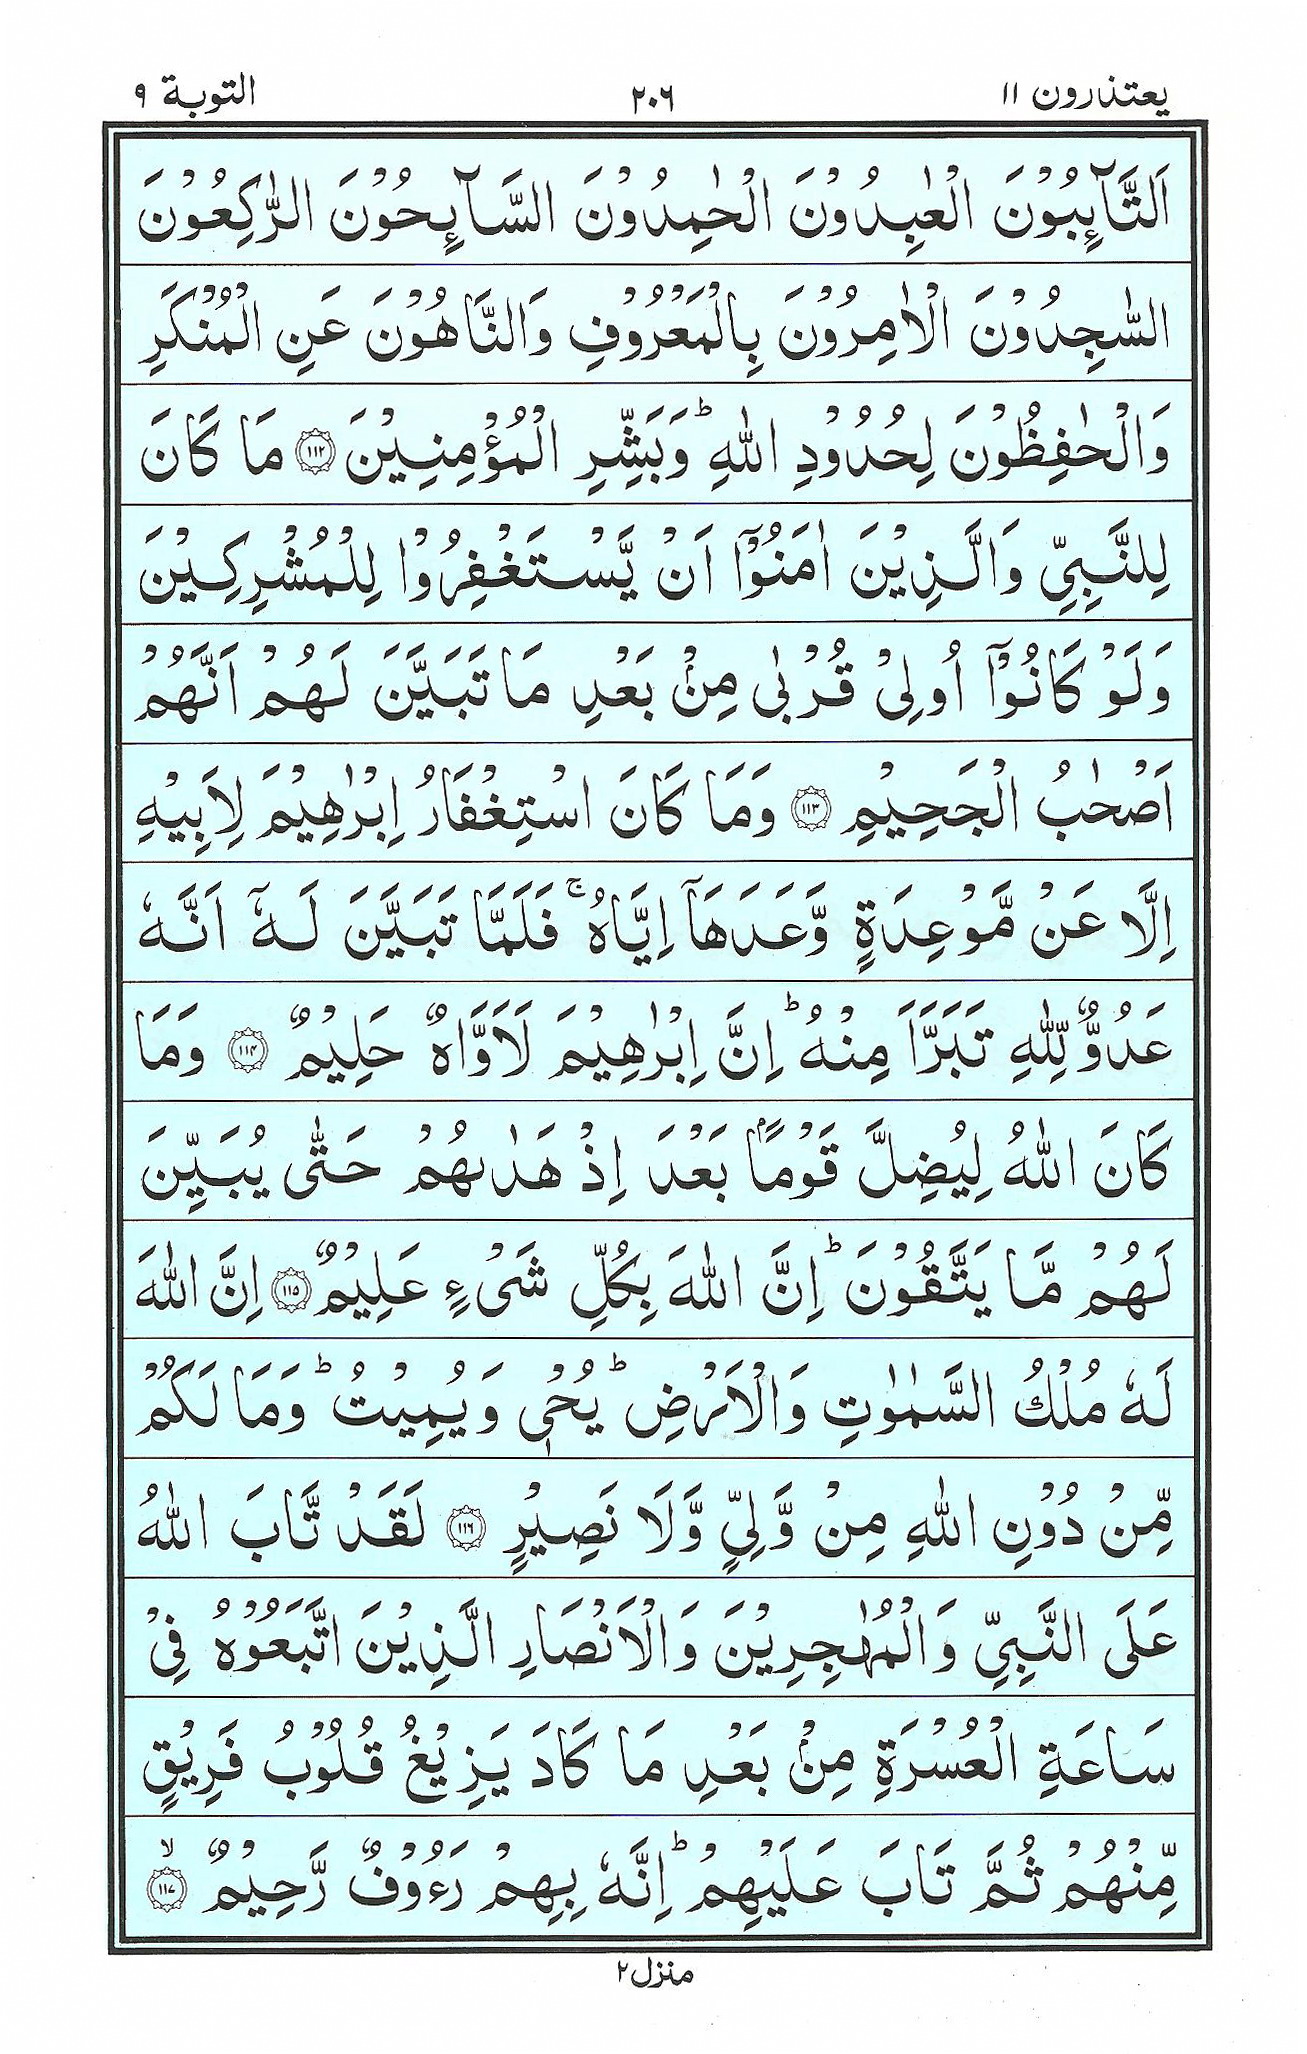 يعتذرون ١١ ٢٠٦ التوبة ٩
اَلتَّآئِبُوْنَ الْعٰبِدُوْنَ الْحٰمِدُوْنَ السَّآئِحُوْنَ الرّٰكِعُوْنَ
السّٰجِدُوْنَ الْاٰمِرُوْنَ بِالْمَعْرُوْفِ وَالنَّاهُوْنَ عَنِ الْمُنْكَرِ
وَالْحٰفِظُوْنَ لِحُدُوْدِ اللّٰهِ ؕ وَبَشِّرِ الْمُؤْمِنِيْنَ ۝١١٢ مَا كَانَ
لِلنَّبِيِّ وَالَّذِيْنَ اٰمَنُوْۤا اَنْ يَّسْتَغْفِرُوْا لِلْمُشْرِكِيْنَ
وَلَوْ كَانُوْۤا اُولِيْ قُرْبٰى مِنْۢ بَعْدِ مَا تَبَيَّنَ لَهُمْ اَنَّهُمْ
اَصْحٰبُ الْجَحِيْمِ ۝١١٣ وَمَا كَانَ اسْتِغْفَارُ اِبْرٰهِيْمَ لِاَبِيْهِ
اِلَّا عَنْ مَّوْعِدَةٍ وَّعَدَهَاۤ اِيَّاهُ ۚ فَلَمَّا تَبَيَّنَ لَهٗۤ اَنَّهٗ
عَدُوٌّ لِّلّٰهِ تَبَرَّاَ مِنْهُ ؕ اِنَّ اِبْرٰهِيْمَ لَاَوَّاهٌ حَلِيْمٌ ۝١١٤ وَمَا
كَانَ اللّٰهُ لِيُضِلَّ قَوْمًۢا بَعْدَ اِذْ هَدٰىهُمْ حَتّٰى يُبَيِّنَ
لَهُمْ مَّا يَتَّقُوْنَ ؕ اِنَّ اللّٰهَ بِكُلِّ شَيْءٍ عَلِيْمٌ ۝١١٥ اِنَّ اللّٰهَ
لَهٗ مُلْكُ السَّمٰوٰتِ وَالْاَرْضِ ؕ يُحْيٖ وَيُمِيْتُ ؕ وَمَا لَكُمْ
مِّنْ دُوْنِ اللّٰهِ مِنْ وَّلِيٍّ وَّلَا نَصِيْرٍ ۝١١٦ لَقَدْ تَّابَ اللّٰهُ
عَلَى النَّبِيِّ وَالْمُهٰجِرِيْنَ وَالْاَنْصَارِ الَّذِيْنَ اتَّبَعُوْهُ فِيْ
سَاعَةِ الْعُسْرَةِ مِنْۢ بَعْدِ مَا كَادَ يَزِيْغُ قُلُوْبُ فَرِيْقٍ
مِّنْهُمْ ثُمَّ تَابَ عَلَيْهِمْ ؕ اِنَّهٗ بِهِمْ رَءُوْفٌ رَّحِيْمٌ ۙ۝١١٧
منزل ٢